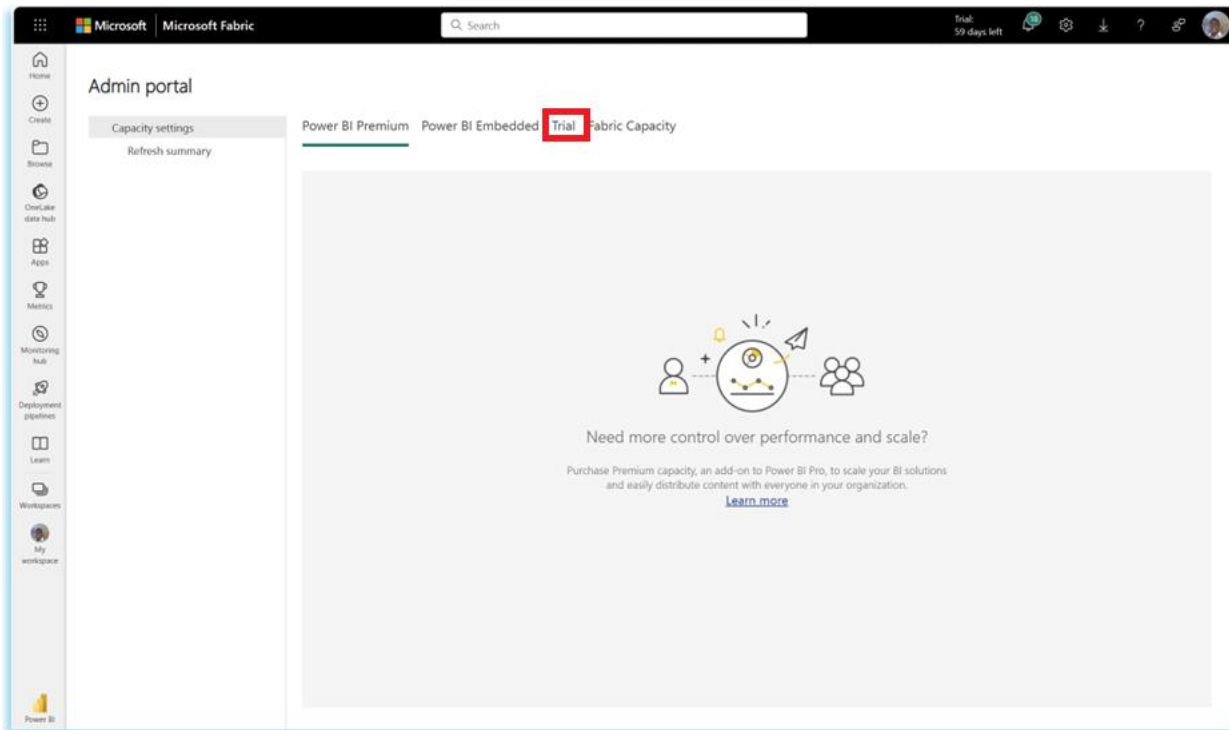 Microsoft Microsoft Fabric
Search
Trial:
59 days left
?
Home
Create
Browse
OneLake
data hub
Apps
Metrics
Monitoring
hub
Deployment
pipelines
Learn
Workspaces
My
workspace
Power BI
Admin portal
Capacity settings
Refresh summary
Power BI Premium Power BI Embedded Trial Fabric Capacity
Need more control over performance and scale?
Purchase Premium capacity, an add-on to Power BI Pro, to scale your BI solutions
and easily distribute content with everyone in your organization.
Learn more